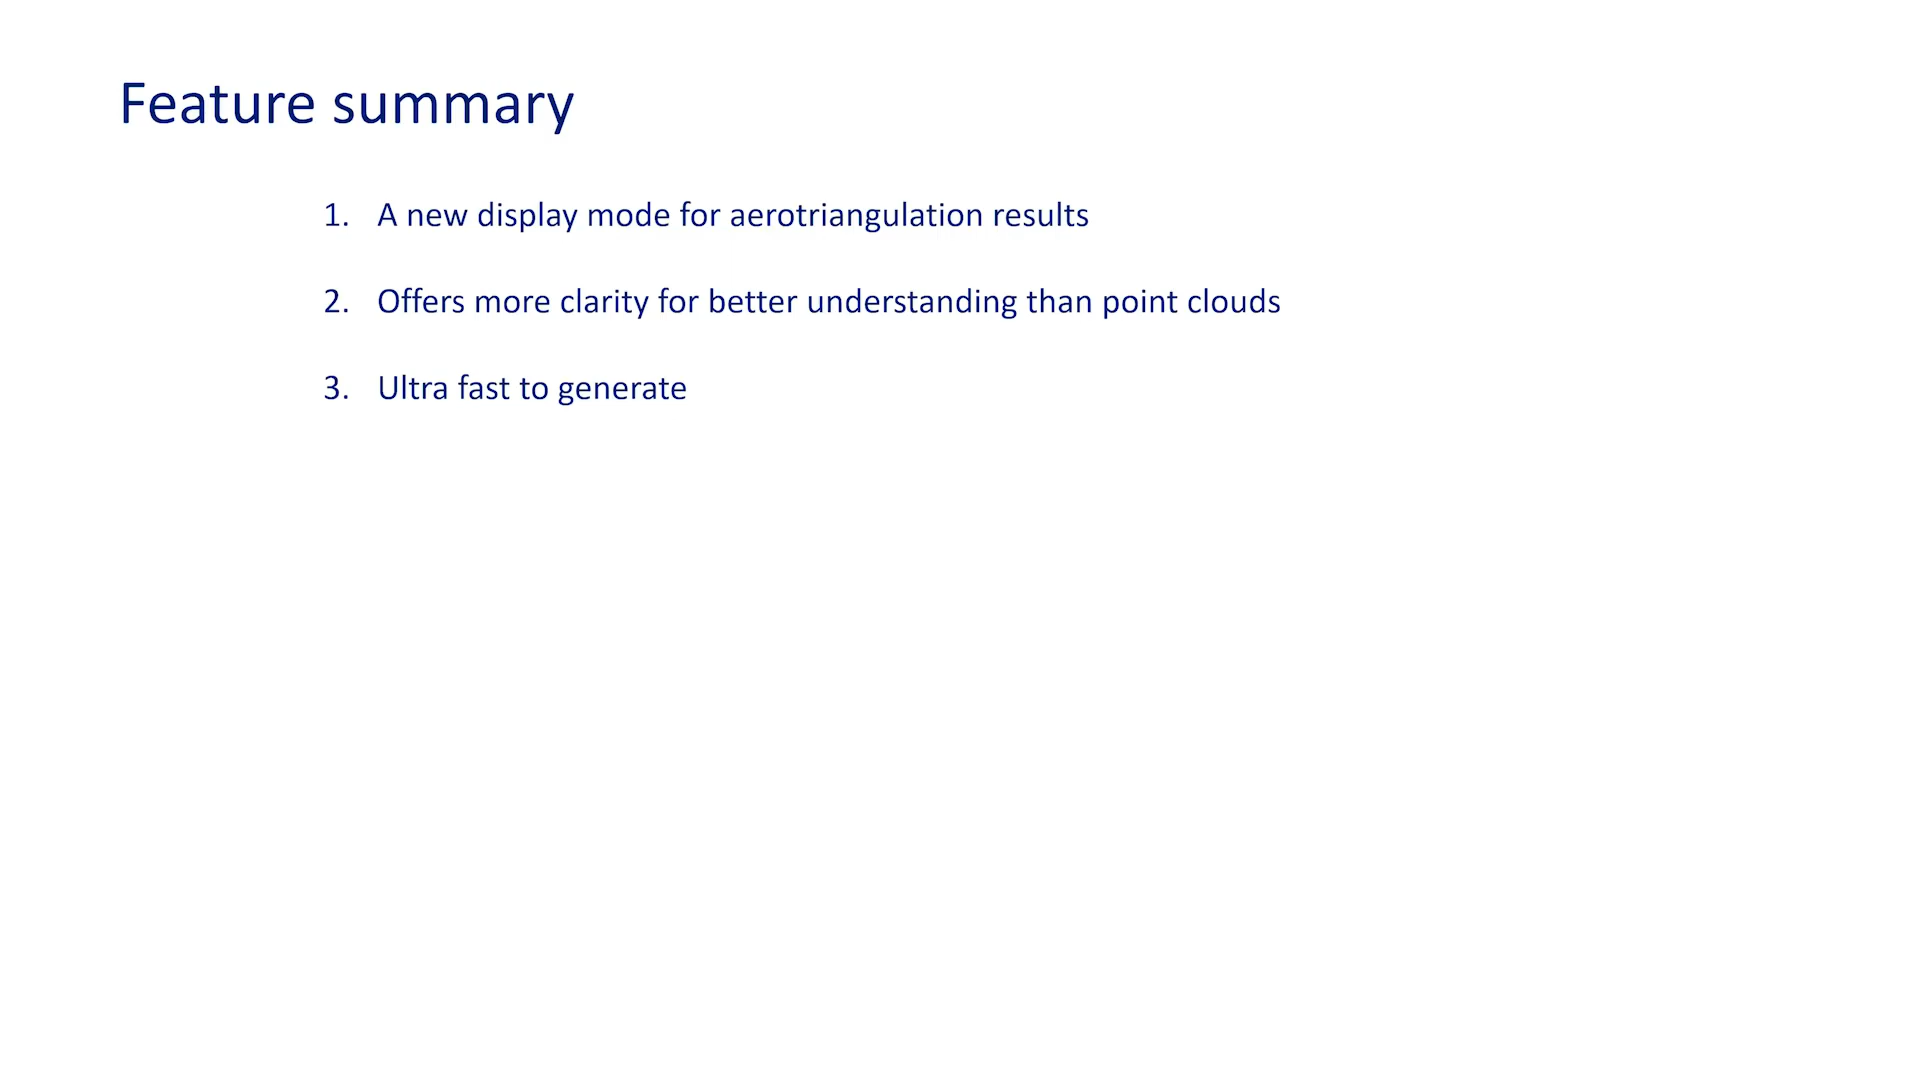 Feature summary
1. A new display mode for aerotriangulation results
2. Offers more clarity for better understanding than point clouds
3. Ultra fast to generate